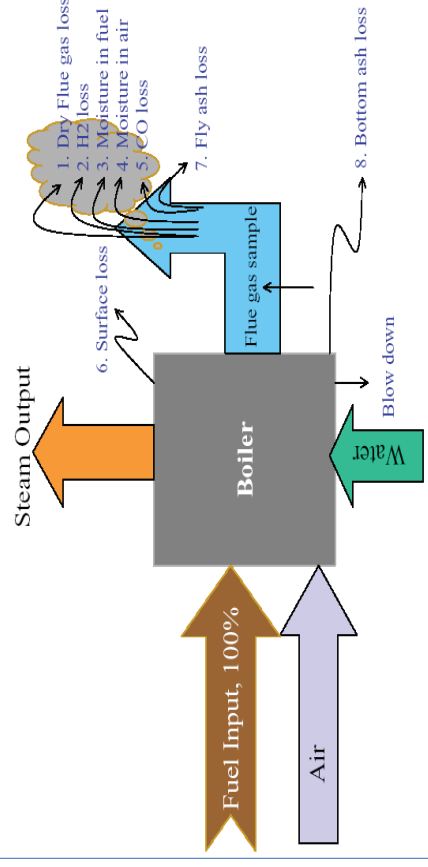 Steam Output
1. Dry Flue gas loss
2. H2 loss
3. Moisture in fuel
4. Moisture in air
5. CO loss
6. Surface loss
7. Fly ash loss
Fuel Input, 100%
Boiler
Flue gas sample
Air
Water
Blow down
8. Bottom ash loss